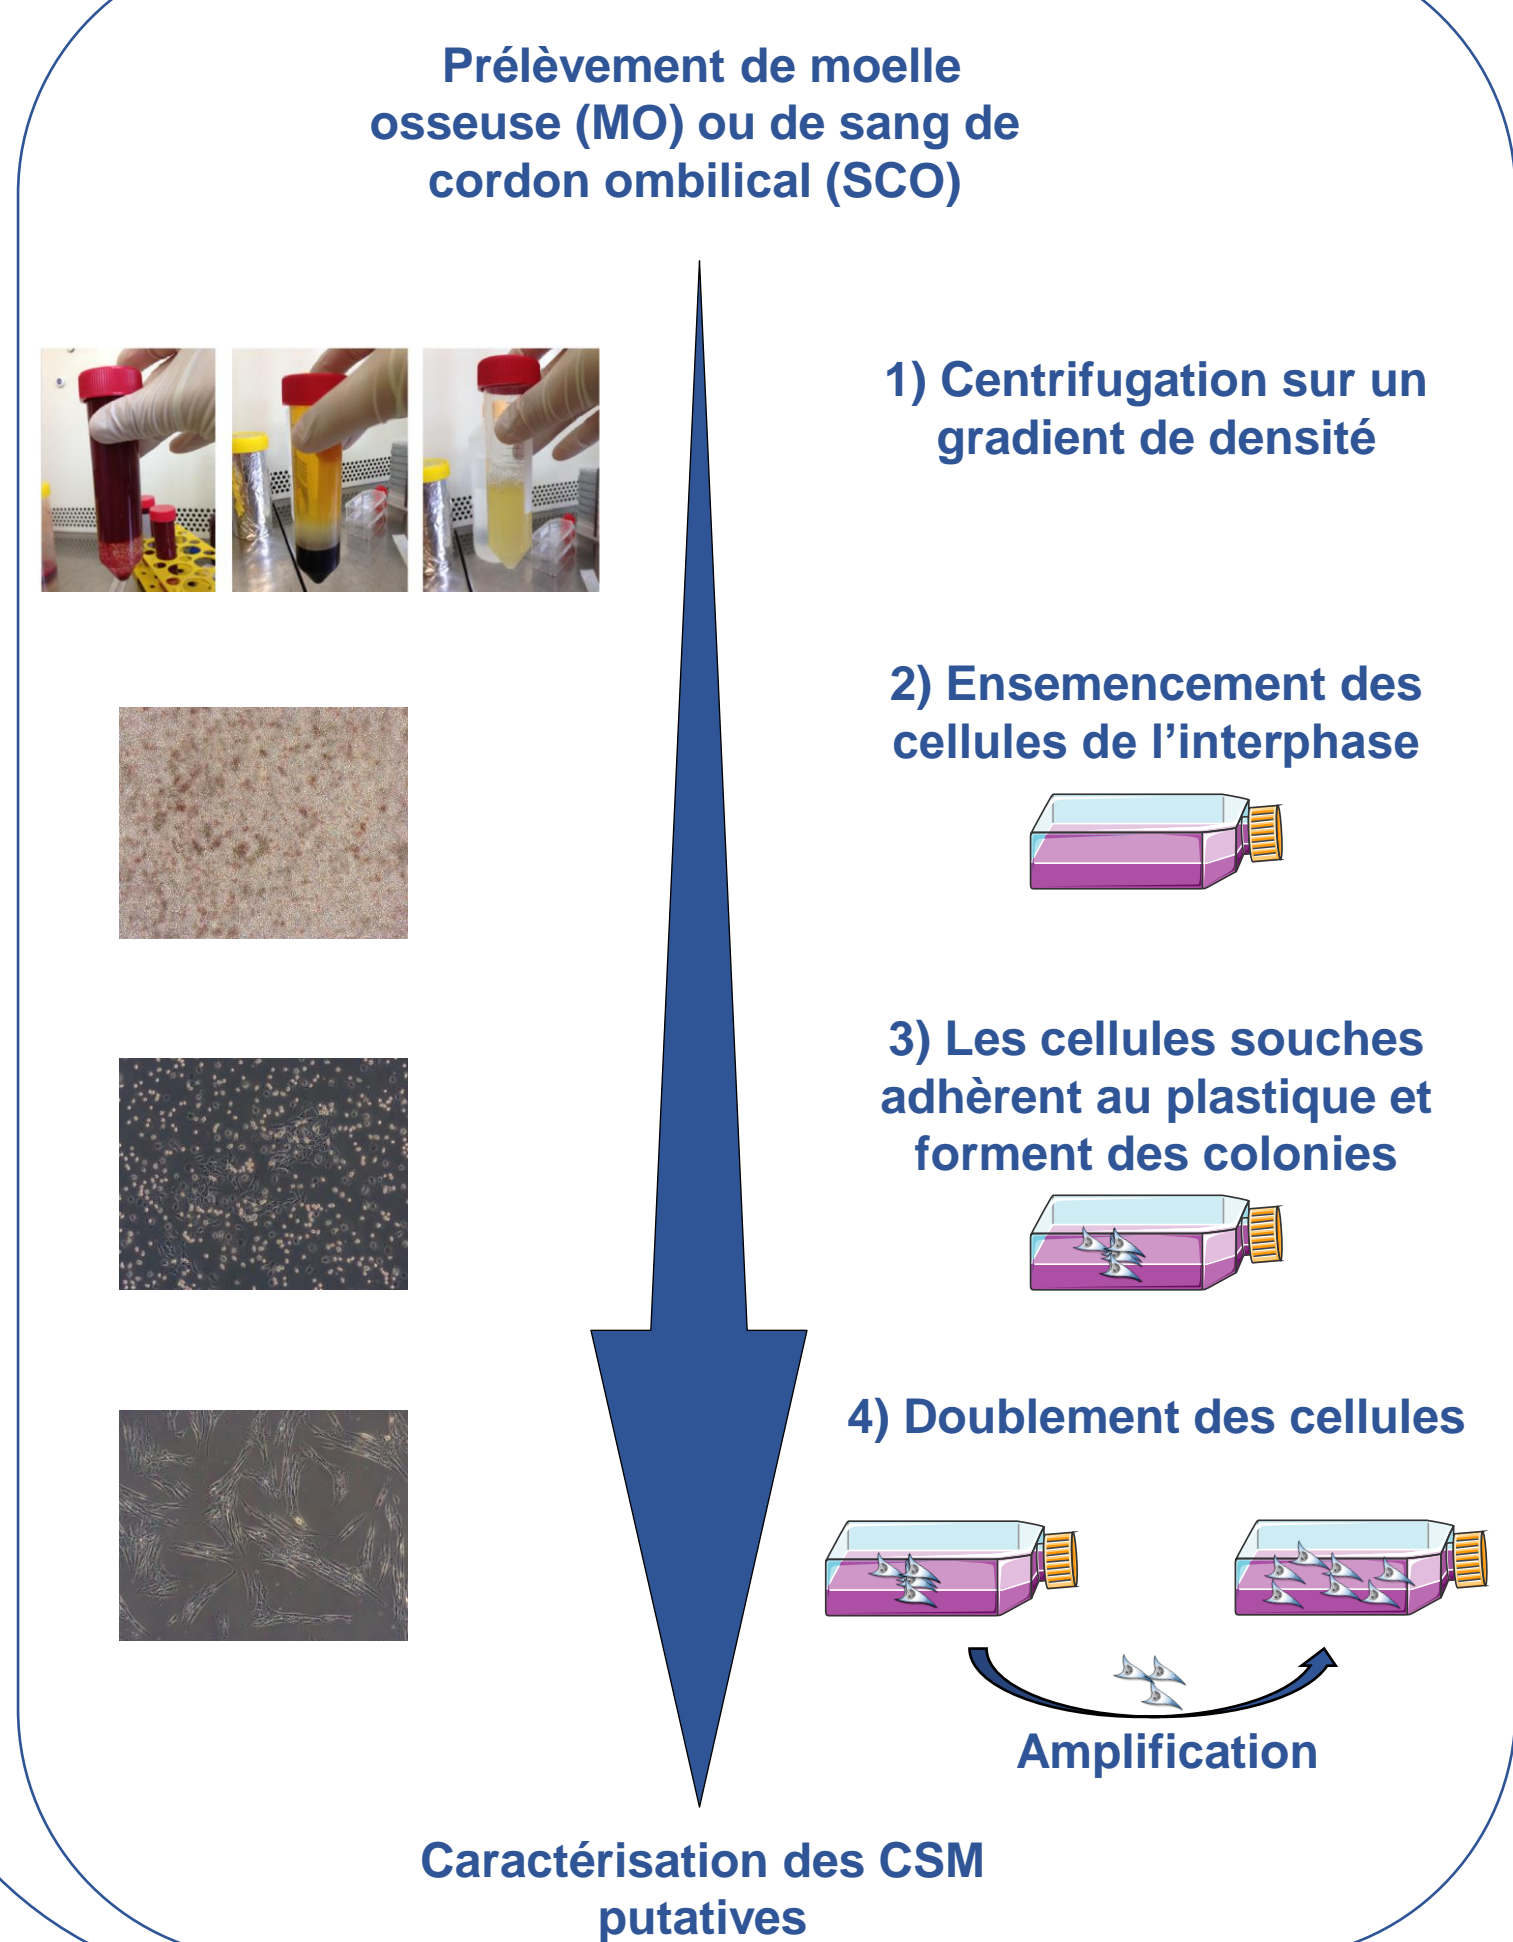 Prélèvement de moelle
osseuse (MO) ou de sang de
cordon ombilical (SCO)
1) Centrifugation sur un
gradient de densité
2) Ensemencement des
cellules de l’interphase
3) Les cellules souches
adhèrent au plastique et
forment des colonies
4) Doublement des cellules
Amplification
Caractérisation des CSM
putatives